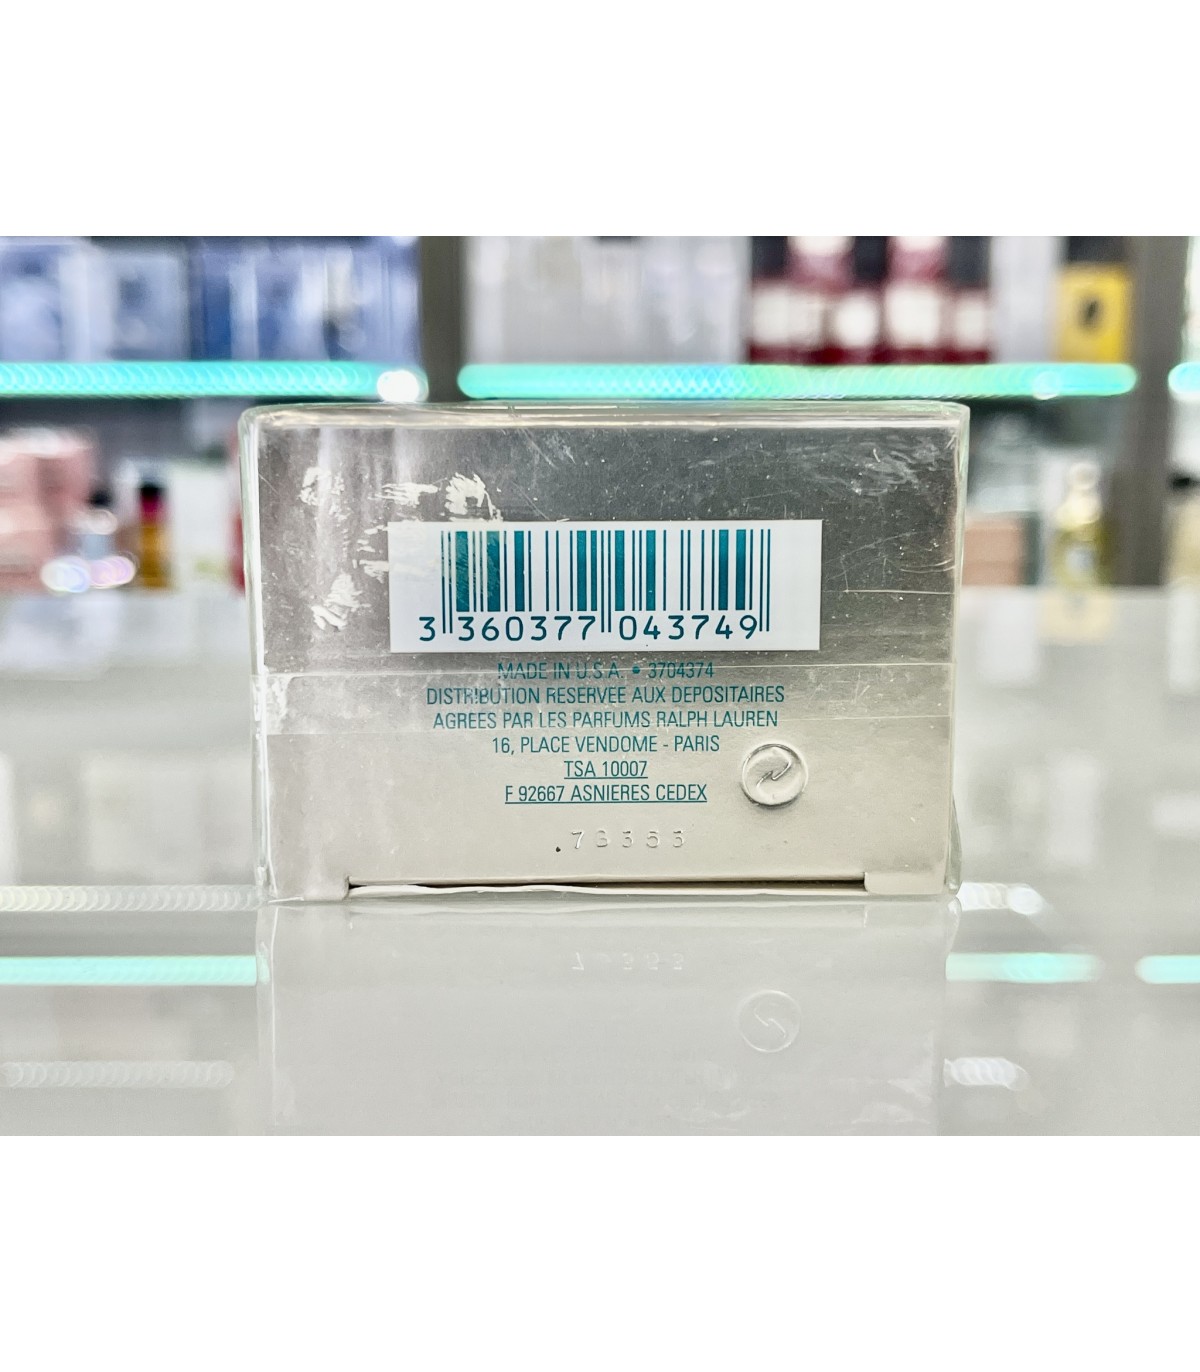 3 360377 043749
MADE IN U.S.A. • 3704374
DISTRIBUTION RESERVEE AUX DEPOSITAIRES
AGREES PAR LES PARFUMS RALPH LAUREN
16, PLACE VENDOME - PARIS
TSA 10007
F 92667 ASNIERES CEDEX